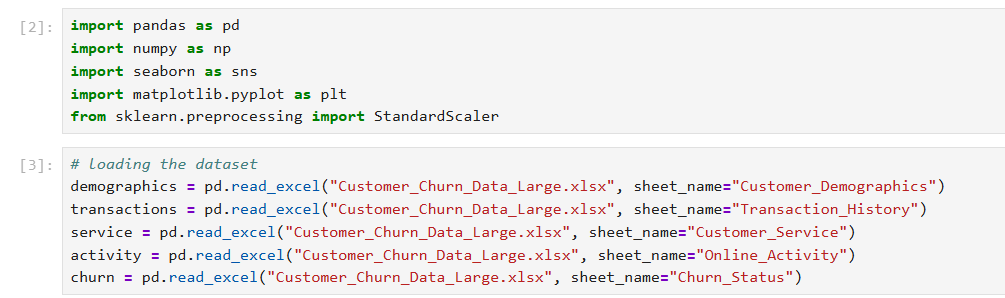 [2]:
import pandas as pd
import numpy as np
import seaborn as sns
import matplotlib.pyplot as plt
from sklearn.preprocessing import StandardScaler
[3]:
# loading the dataset
demographics = pd.read_excel("Customer_Churn_Data_Large.xlsx", sheet_name="Customer_Demographics")
transactions = pd.read_excel("Customer_Churn_Data_Large.xlsx", sheet_name="Transaction_History")
service = pd.read_excel("Customer_Churn_Data_Large.xlsx", sheet_name="Customer_Service")
activity = pd.read_excel("Customer_Churn_Data_Large.xlsx", sheet_name="Online_Activity")
churn = pd.read_excel("Customer_Churn_Data_Large.xlsx", sheet_name="Churn_Status")